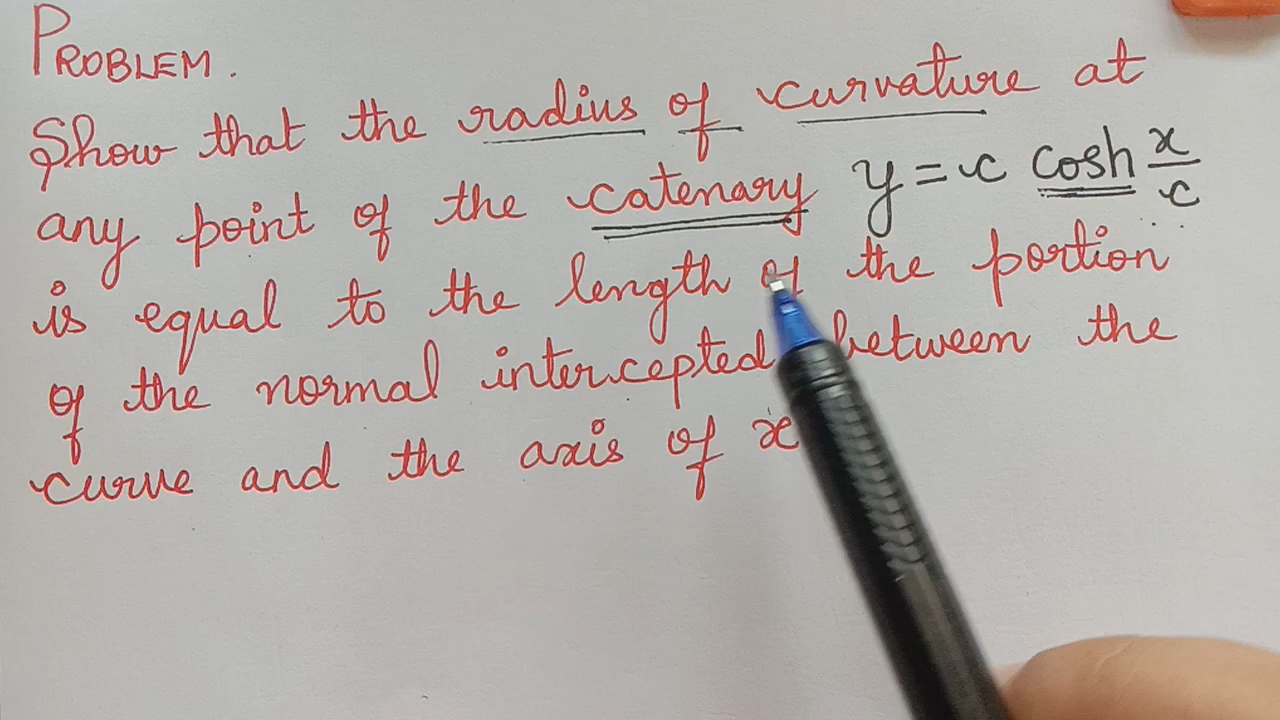 PROBLEM.
Show that the radius of curvature at
any point of the catenary y = c cosh x/c
is equal to the length of the portion
of the normal intercepted between the
curve and the axis of x